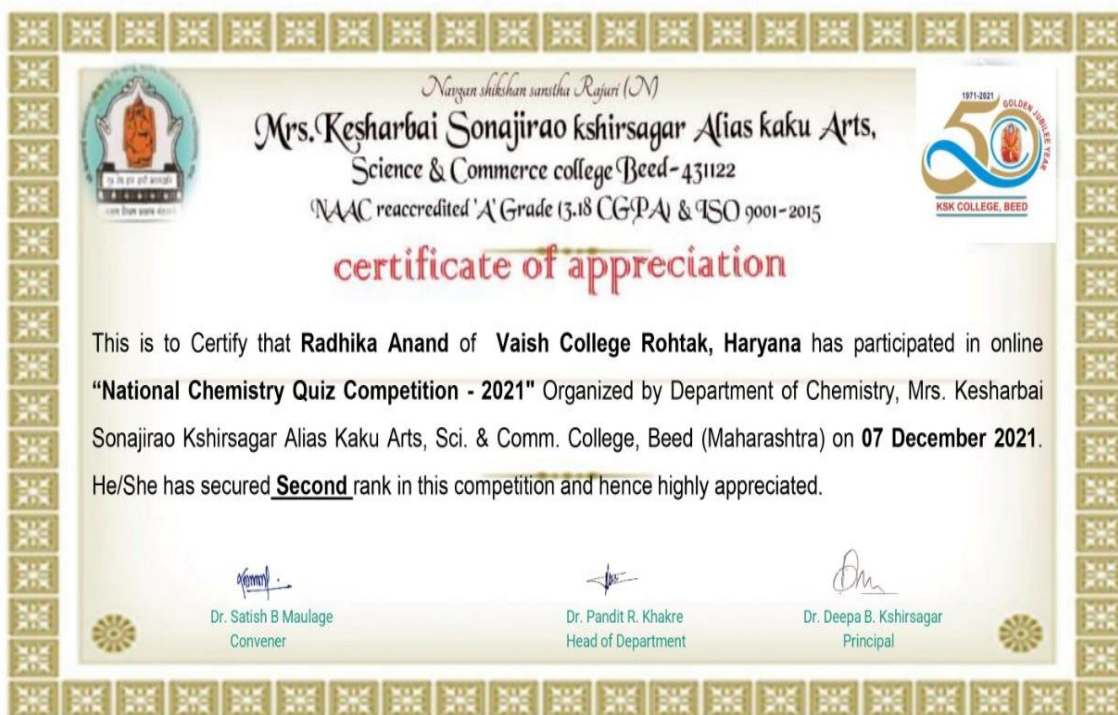 Navgan shikshan sanstha Rajuri (N)
Mrs.Kesharbai Sonajirao kshirsagar Alias kaku Arts,
Science & Commerce college Beed-431122
NAAC reaccredited 'A' Grade (3.18 CGPA) & ISO 9001-2015
1971-2021
50
GOLDEN JUBILEE YEAR
KSK COLLEGE, BEED
certificate of appreciation
This is to Certify that Radhika Anand of Vaish College Rohtak, Haryana has participated in online
“National Chemistry Quiz Competition - 2021" Organized by Department of Chemistry, Mrs. Kesharbai
Sonajirao Kshirsagar Alias Kaku Arts, Sci. & Comm. College, Beed (Maharashtra) on 07 December 2021.
He/She has secured Second rank in this competition and hence highly appreciated.
Dr. Satish B Maulage
Convener
Dr. Pandit R. Khakre
Head of Department
Dr. Deepa B. Kshirsagar
Principal